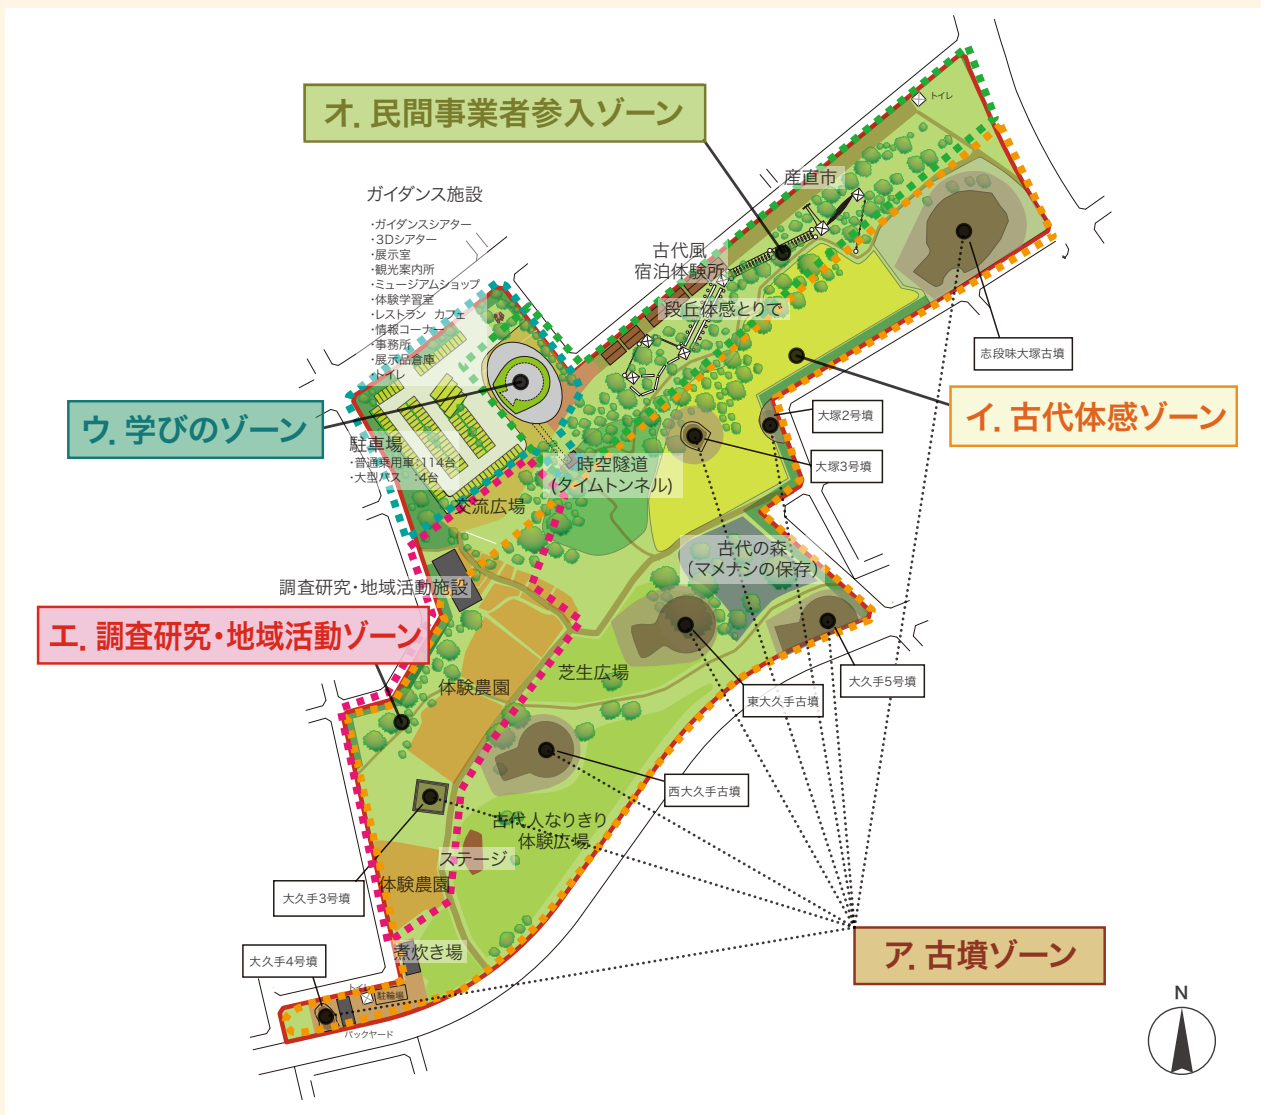 オ. 民間事業者参入ゾーン
トイレ
産直市
ガイダンス施設
・ガイダンスシアター
・3Dシアター
・展示室
・観光案内所
・ミュージアムショップ
・体験学習室
・レストラン カフェ
・情報コーナー
・事務所
・展示品倉庫
・トイレ
古代風
宿泊体験所
段丘体感とりで
志段味大塚古墳
イ. 古代体感ゾーン
大塚2号墳
大塚3号墳
ウ. 学びのゾーン
駐車場
・普通乗用車：114台
・大型バス ：4台
時空隧道
(タイムトンネル)
交流広場
古代の森
(マメナシの保存)
調査研究・地域活動施設
エ. 調査研究・地域活動ゾーン
体験農園
芝生広場
大久手5号墳
東大久手古墳
西大久手古墳
古代人なりきり
体験広場
ステージ
体験農園
大久手3号墳
煮炊き場
ア. 古墳ゾーン
大久手4号墳
トイレ
駐輪場
バックヤード
N